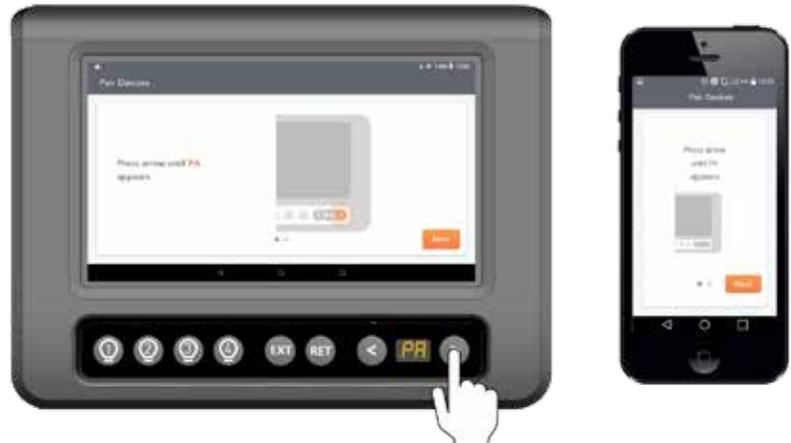 Pair Devices
Press arrow until PA
appears
Next
1 2 3 4 EXT RET < PA
Pair Devices
Press arrow
until PA
appears
Next